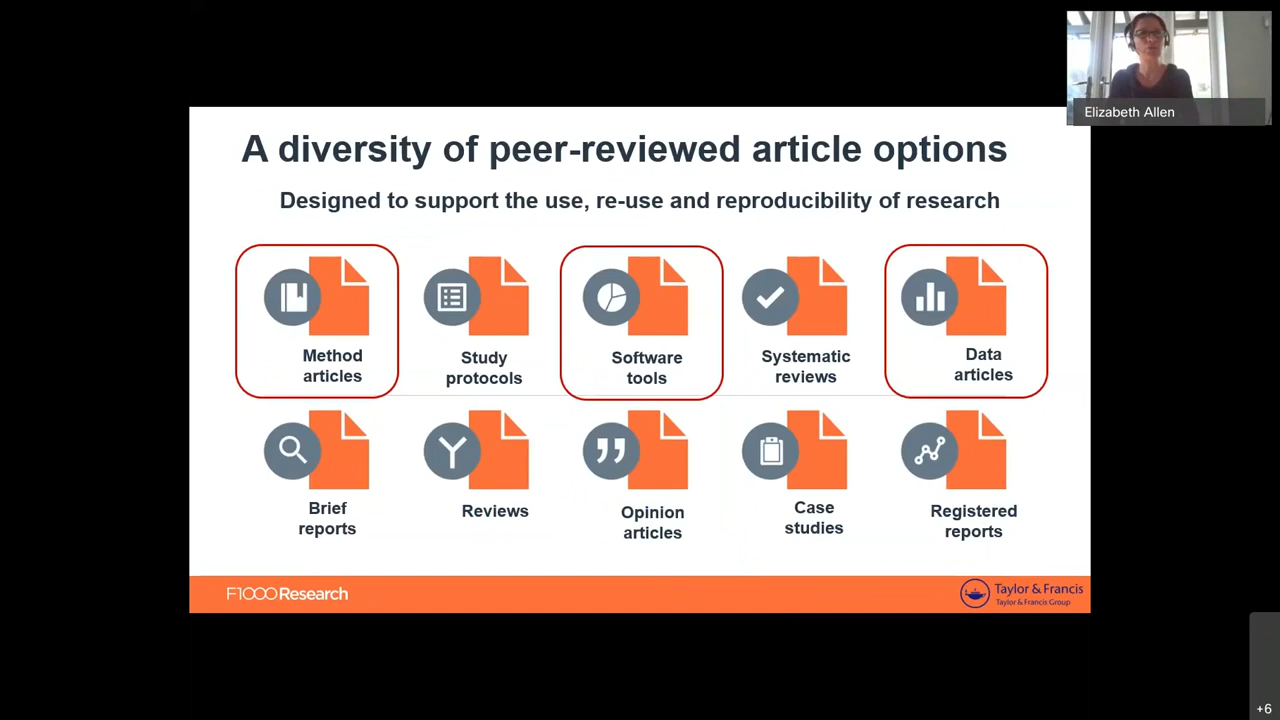 Elizabeth Allen
A diversity of peer-reviewed article options
Designed to support the use, re-use and reproducibility of research
Method
articles
Study
protocols
Software
tools
Systematic
reviews
Data
articles
Brief
reports
Reviews
Opinion
articles
Case
studies
Registered
reports
F1000Research
Taylor & Francis
Taylor & Francis Group
+6